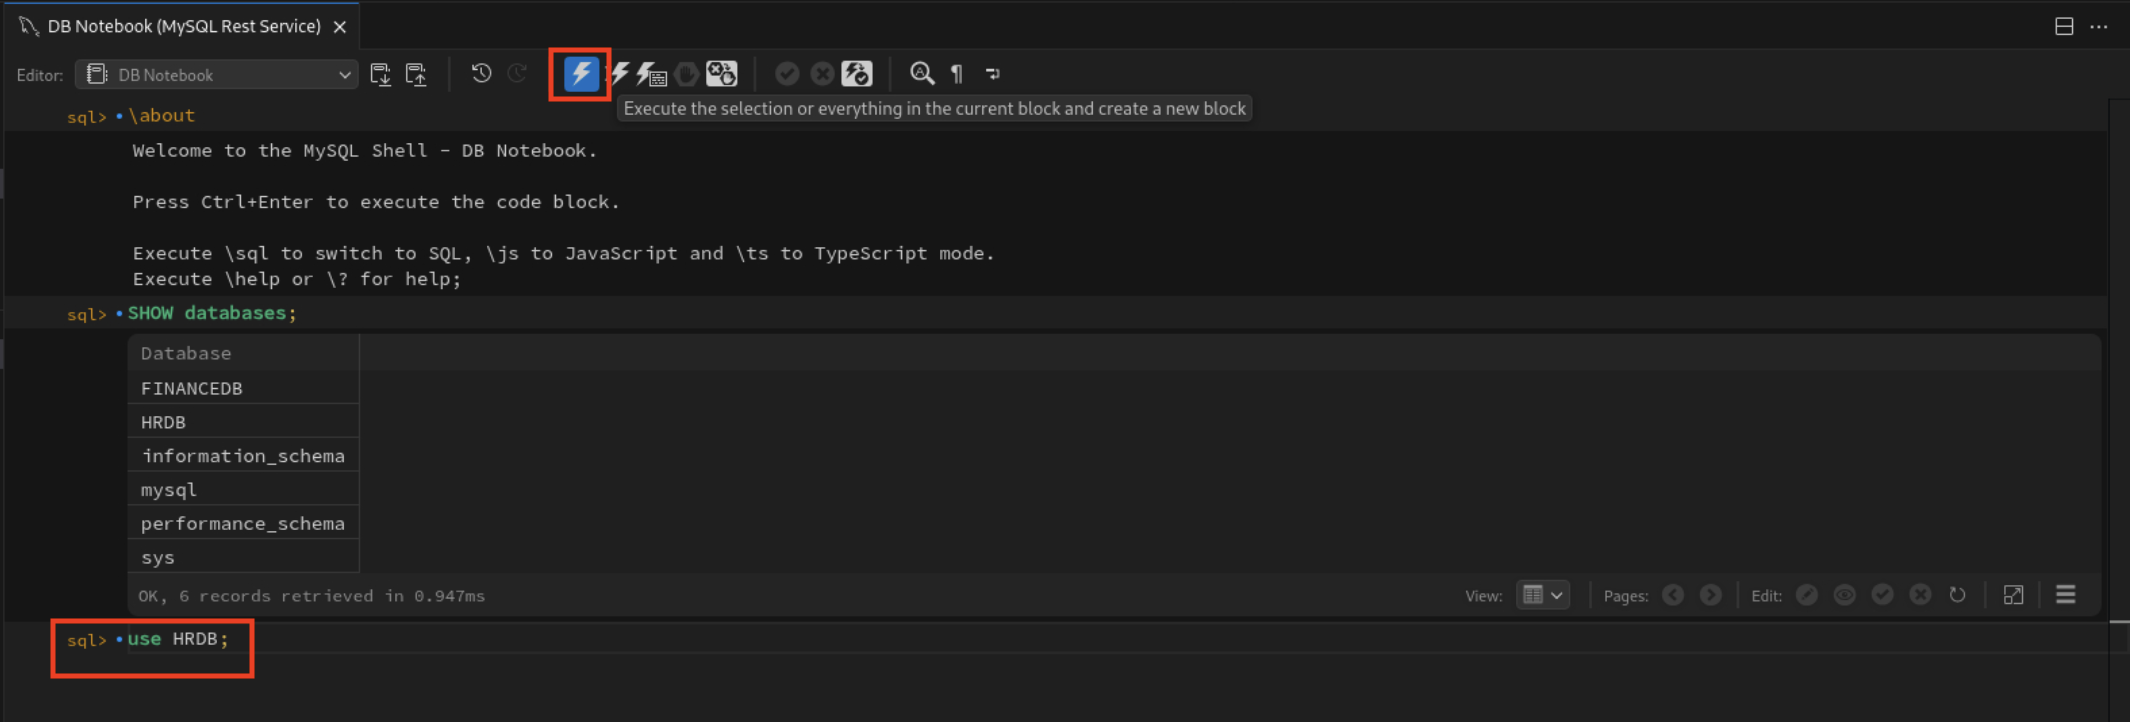 DB Notebook (MySQL Rest Service)
Editor: DB Notebook
Execute the selection or everything in the current block and create a new block
sql> \about
Welcome to the MySQL Shell - DB Notebook.
Press Ctrl+Enter to execute the code block.
Execute \sql to switch to SQL, \js to JavaScript and \ts to TypeScript mode.
Execute \help or \? for help;
sql> SHOW databases;
Database
FINANCEDB
HRDB
information_schema
mysql
performance_schema
sys
OK, 6 records retrieved in 0.947ms
View: Pages: Edit:
sql> use HRDB;